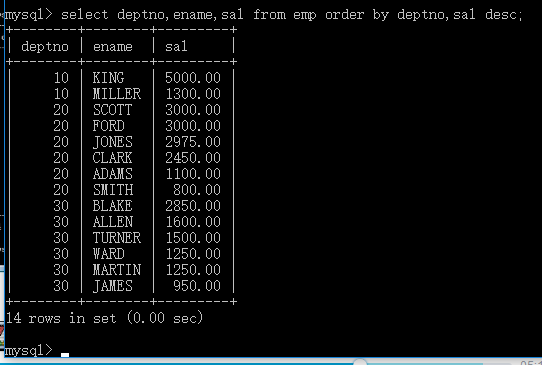 mysql> select deptno,ename,sal from emp order by deptno,sal desc;
+--------+--------+---------+
| deptno | ename | sal |
+--------+--------+---------+
| 10 | KING | 5000.00 |
| 10 | MILLER | 1300.00 |
| 20 | SCOTT | 3000.00 |
| 20 | FORD | 3000.00 |
| 20 | JONES | 2975.00 |
| 20 | CLARK | 2450.00 |
| 20 | ADAMS | 1100.00 |
| 20 | SMITH | 800.00 |
| 30 | BLAKE | 2850.00 |
| 30 | ALLEN | 1600.00 |
| 30 | TURNER | 1500.00 |
| 30 | WARD | 1250.00 |
| 30 | MARTIN | 1250.00 |
| 30 | JAMES | 950.00 |
+--------+--------+---------+
14 rows in set (0.00 sec)
mysql> _